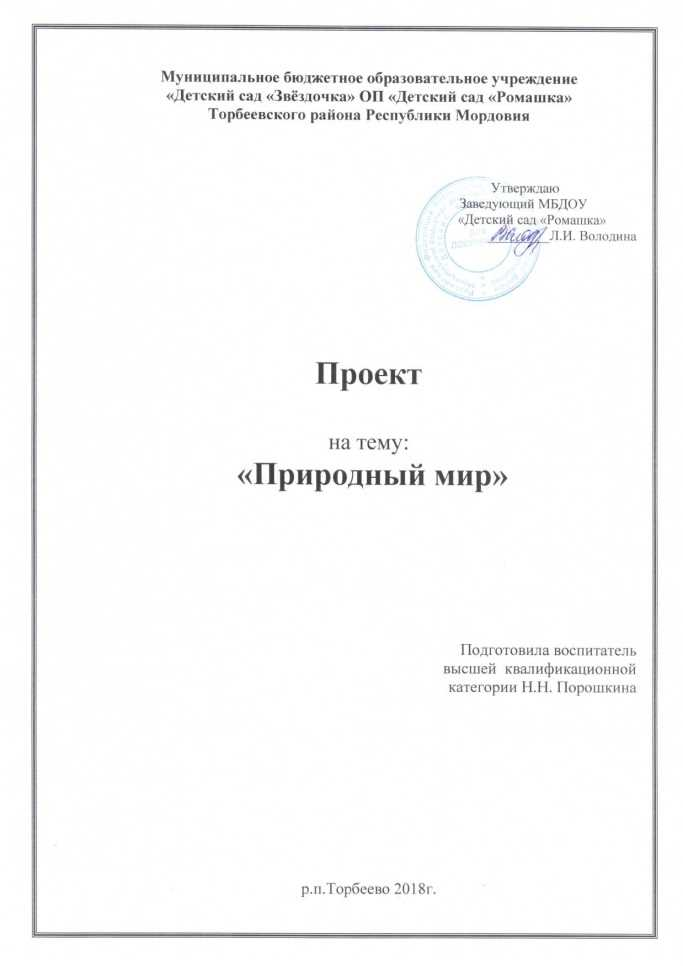 Муниципальное бюджетное образовательное учреждение
«Детский сад «Звёздочка» ОП «Детский сад «Ромашка»
Торбеевского района Республики Мордовия
Утверждаю
Заведующий МБДОУ
«Детский сад «Ромашка»
Л.И. Володина
Проект
на тему:
«Природный мир»
Подготовила воспитатель
высшей квалификационной
категории Н.Н. Порошкина
р.п.Торбеево 2018г.